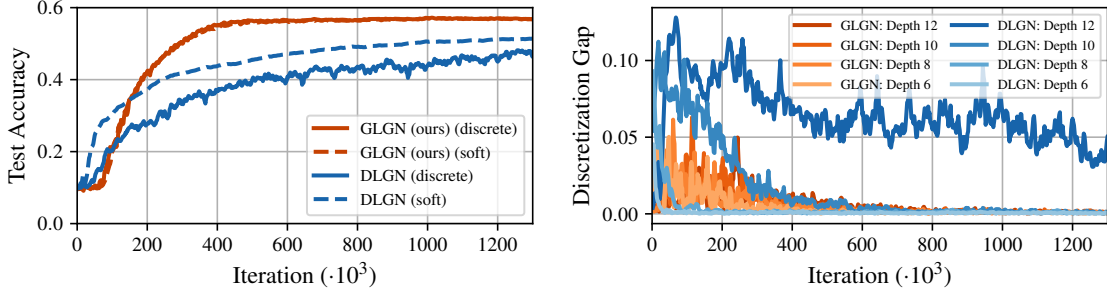 0.8
0.6
0.4
0.2
0.0
Test Accuracy
0
200
400
600
800
1000
1200
Iteration (·10³)
GLGN (ours) (discrete)
GLGN (ours) (soft)
DLGN (discrete)
DLGN (soft)
0.10
0.05
0.00
Discretization Gap
0
200
400
600
800
1000
1200
Iteration (·10³)
GLGN: Depth 12
GLGN: Depth 10
GLGN: Depth 8
GLGN: Depth 6
DLGN: Depth 12
DLGN: Depth 10
DLGN: Depth 8
DLGN: Depth 6